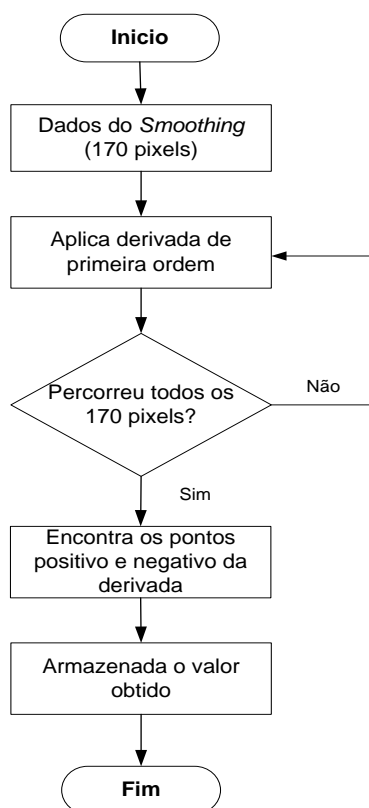 Inicio
Dados do Smoothing
(170 pixels)
Aplica derivada de
primeira ordem
Percorreu todos os
170 pixels?
Não
Sim
Encontra os pontos
positivo e negativo da
derivada
Armazenada o valor
obtido
Fim